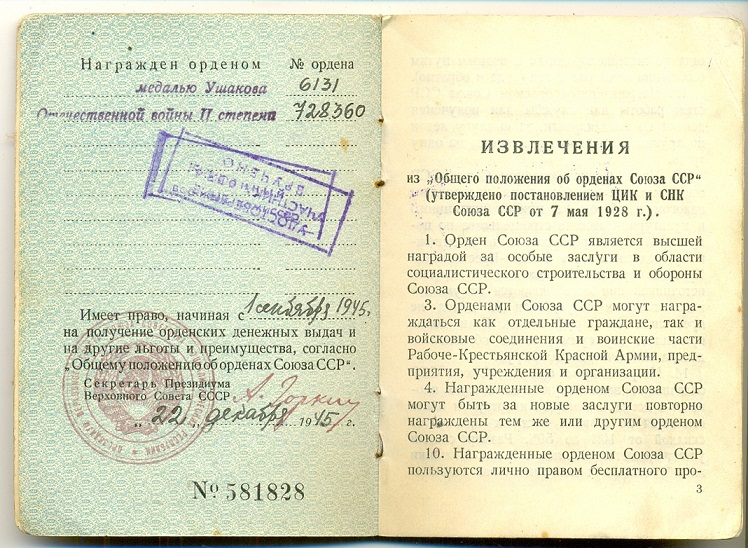 Награжден орденом № ордена
медалью Ушакова 6131
Отечественной войны II степени 728360
УДОСТОВЕРЕНИЕ
УЧАСТНИКА ВОЙНЫ
ВРУЧЕНО
Имеет право, начиная с 1 сентября 1945г.
на получение орденских денежных выдач и
на другие льготы и преимущества, согласно
„Общему положению об орденах Союза ССР“.
Секретарь Президиума
Верховного Совета СССР А. Горкин
„22„ декабря 1945 г.
№ 581828
ИЗВЛЕЧЕНИЯ
из „Общего положения об орденах Союза ССР“
(утверждено постановлением ЦИК и СНК
Союза ССР от 7 мая 1928 г.).
1. Орден Союза ССР является высшей
наградой за особые заслуги в области
социалистического строительства и обороны
Союза ССР.
3. Орденами Союза ССР могут награ-
ждаться как отдельные граждане, так и
войсковые соединения и воинские части
Рабоче-Крестьянской Красной Армии, пред-
приятия, учреждения и организации.
4. Награжденные орденом Союза ССР
могут быть за новые заслуги повторно
награждены тем же или другим орденом
Союза ССР.
10. Награжденные орденом Союза ССР
пользуются лично правом бесплатного про-
3